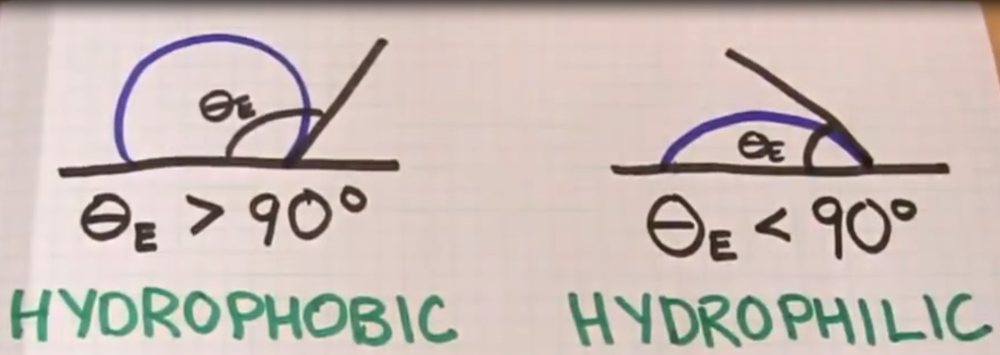 ΘE
ΘE > 90°
HYDROPHOBIC
ΘE
ΘE < 90°
HYDROPHILIC